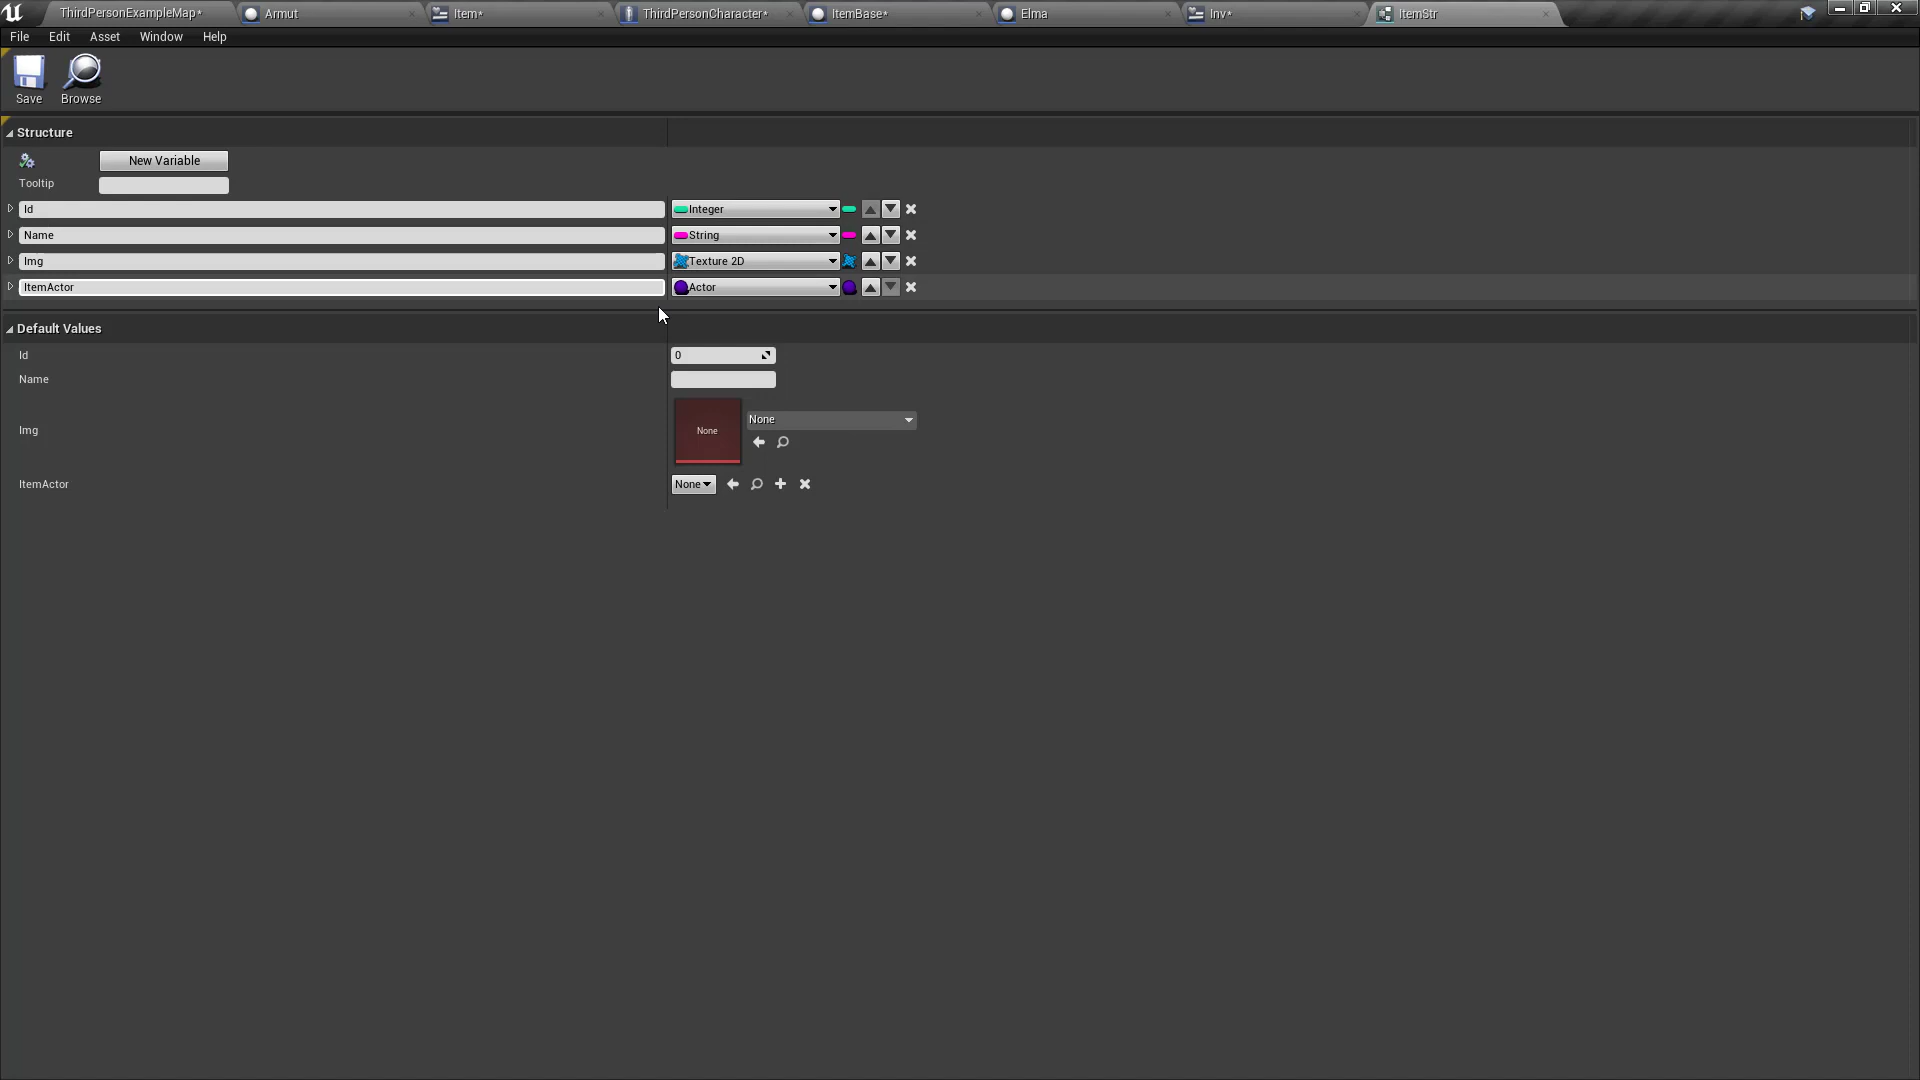 ThirdPersonExampleMap*
Armut
Item*
ThirdPersonCharacter*
ItemBase*
Elma
Inv*
ItemStr
File Edit Asset Window Help
Save Browse
Structure
New Variable
Tooltip
Id Integer
Name String
Img Texture 2D
ItemActor Actor
Default Values
Id 0
Name
Img None None
ItemActor None